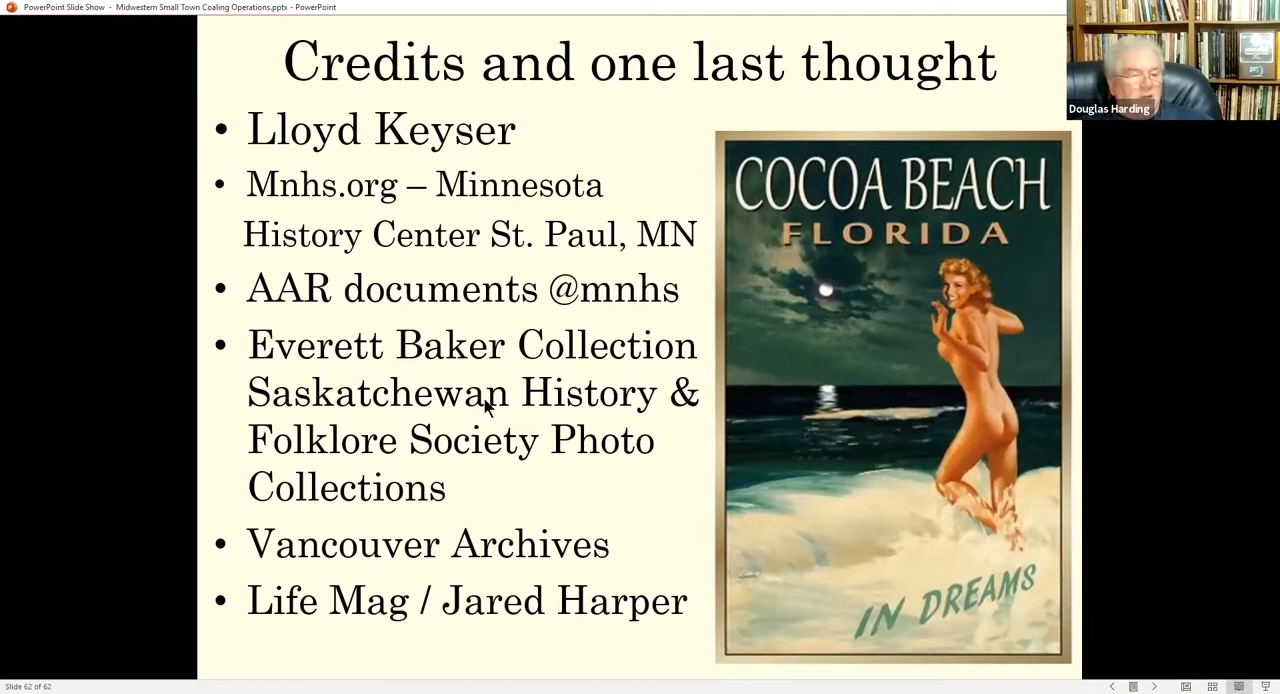 PowerPoint Slide Show - Midwestern Small Town Coaling Operations.pptx - PowerPoint
Credits and one last thought
Douglas Harding
• Lloyd Keyser
• Mnhs.org – Minnesota
History Center St. Paul, MN
• AAR documents @mnhs
• Everett Baker Collection
Saskatchewan History &
Folklore Society Photo
Collections
• Vancouver Archives
• Life Mag / Jared Harper
COCOA BEACH
FLORIDA
IN DREAMS
Slide 62 of 62